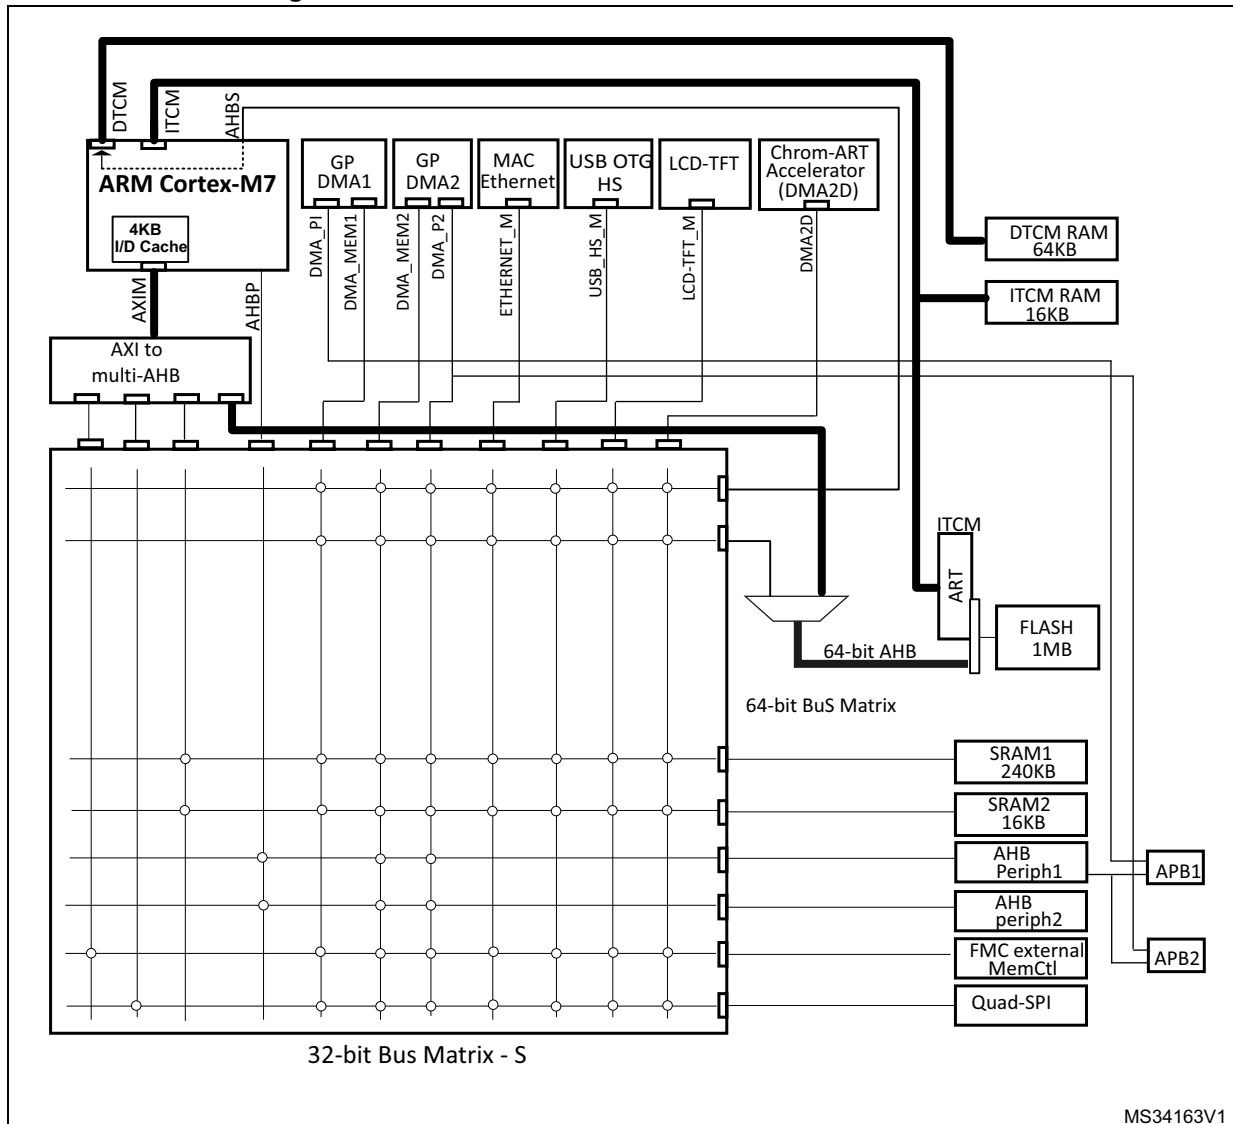 DTCM
ITCM
AHBS
ARM Cortex-M7
4KB
I/D Cache
AXIM
AHBP
GP
DMA1
GP
DMA2
MAC
Ethernet
USB OTG
HS
LCD-TFT
Chrom-ART
Accelerator
(DMA2D)
DMA_PI
DMA_MEM1
DMA_MEM2
DMA_P2
ETHERNET_M
USB_HS_M
LCD-TFT_M
DMA2D
DTCM RAM
64KB
ITCM RAM
16KB
AXI to
multi-AHB
ITCM
ART
FLASH
1MB
64-bit AHB
64-bit BuS Matrix
SRAM1
240KB
SRAM2
16KB
AHB
Periph1
APB1
AHB
periph2
FMC external
MemCtl
APB2
Quad-SPI
32-bit Bus Matrix - S
MS34163V1